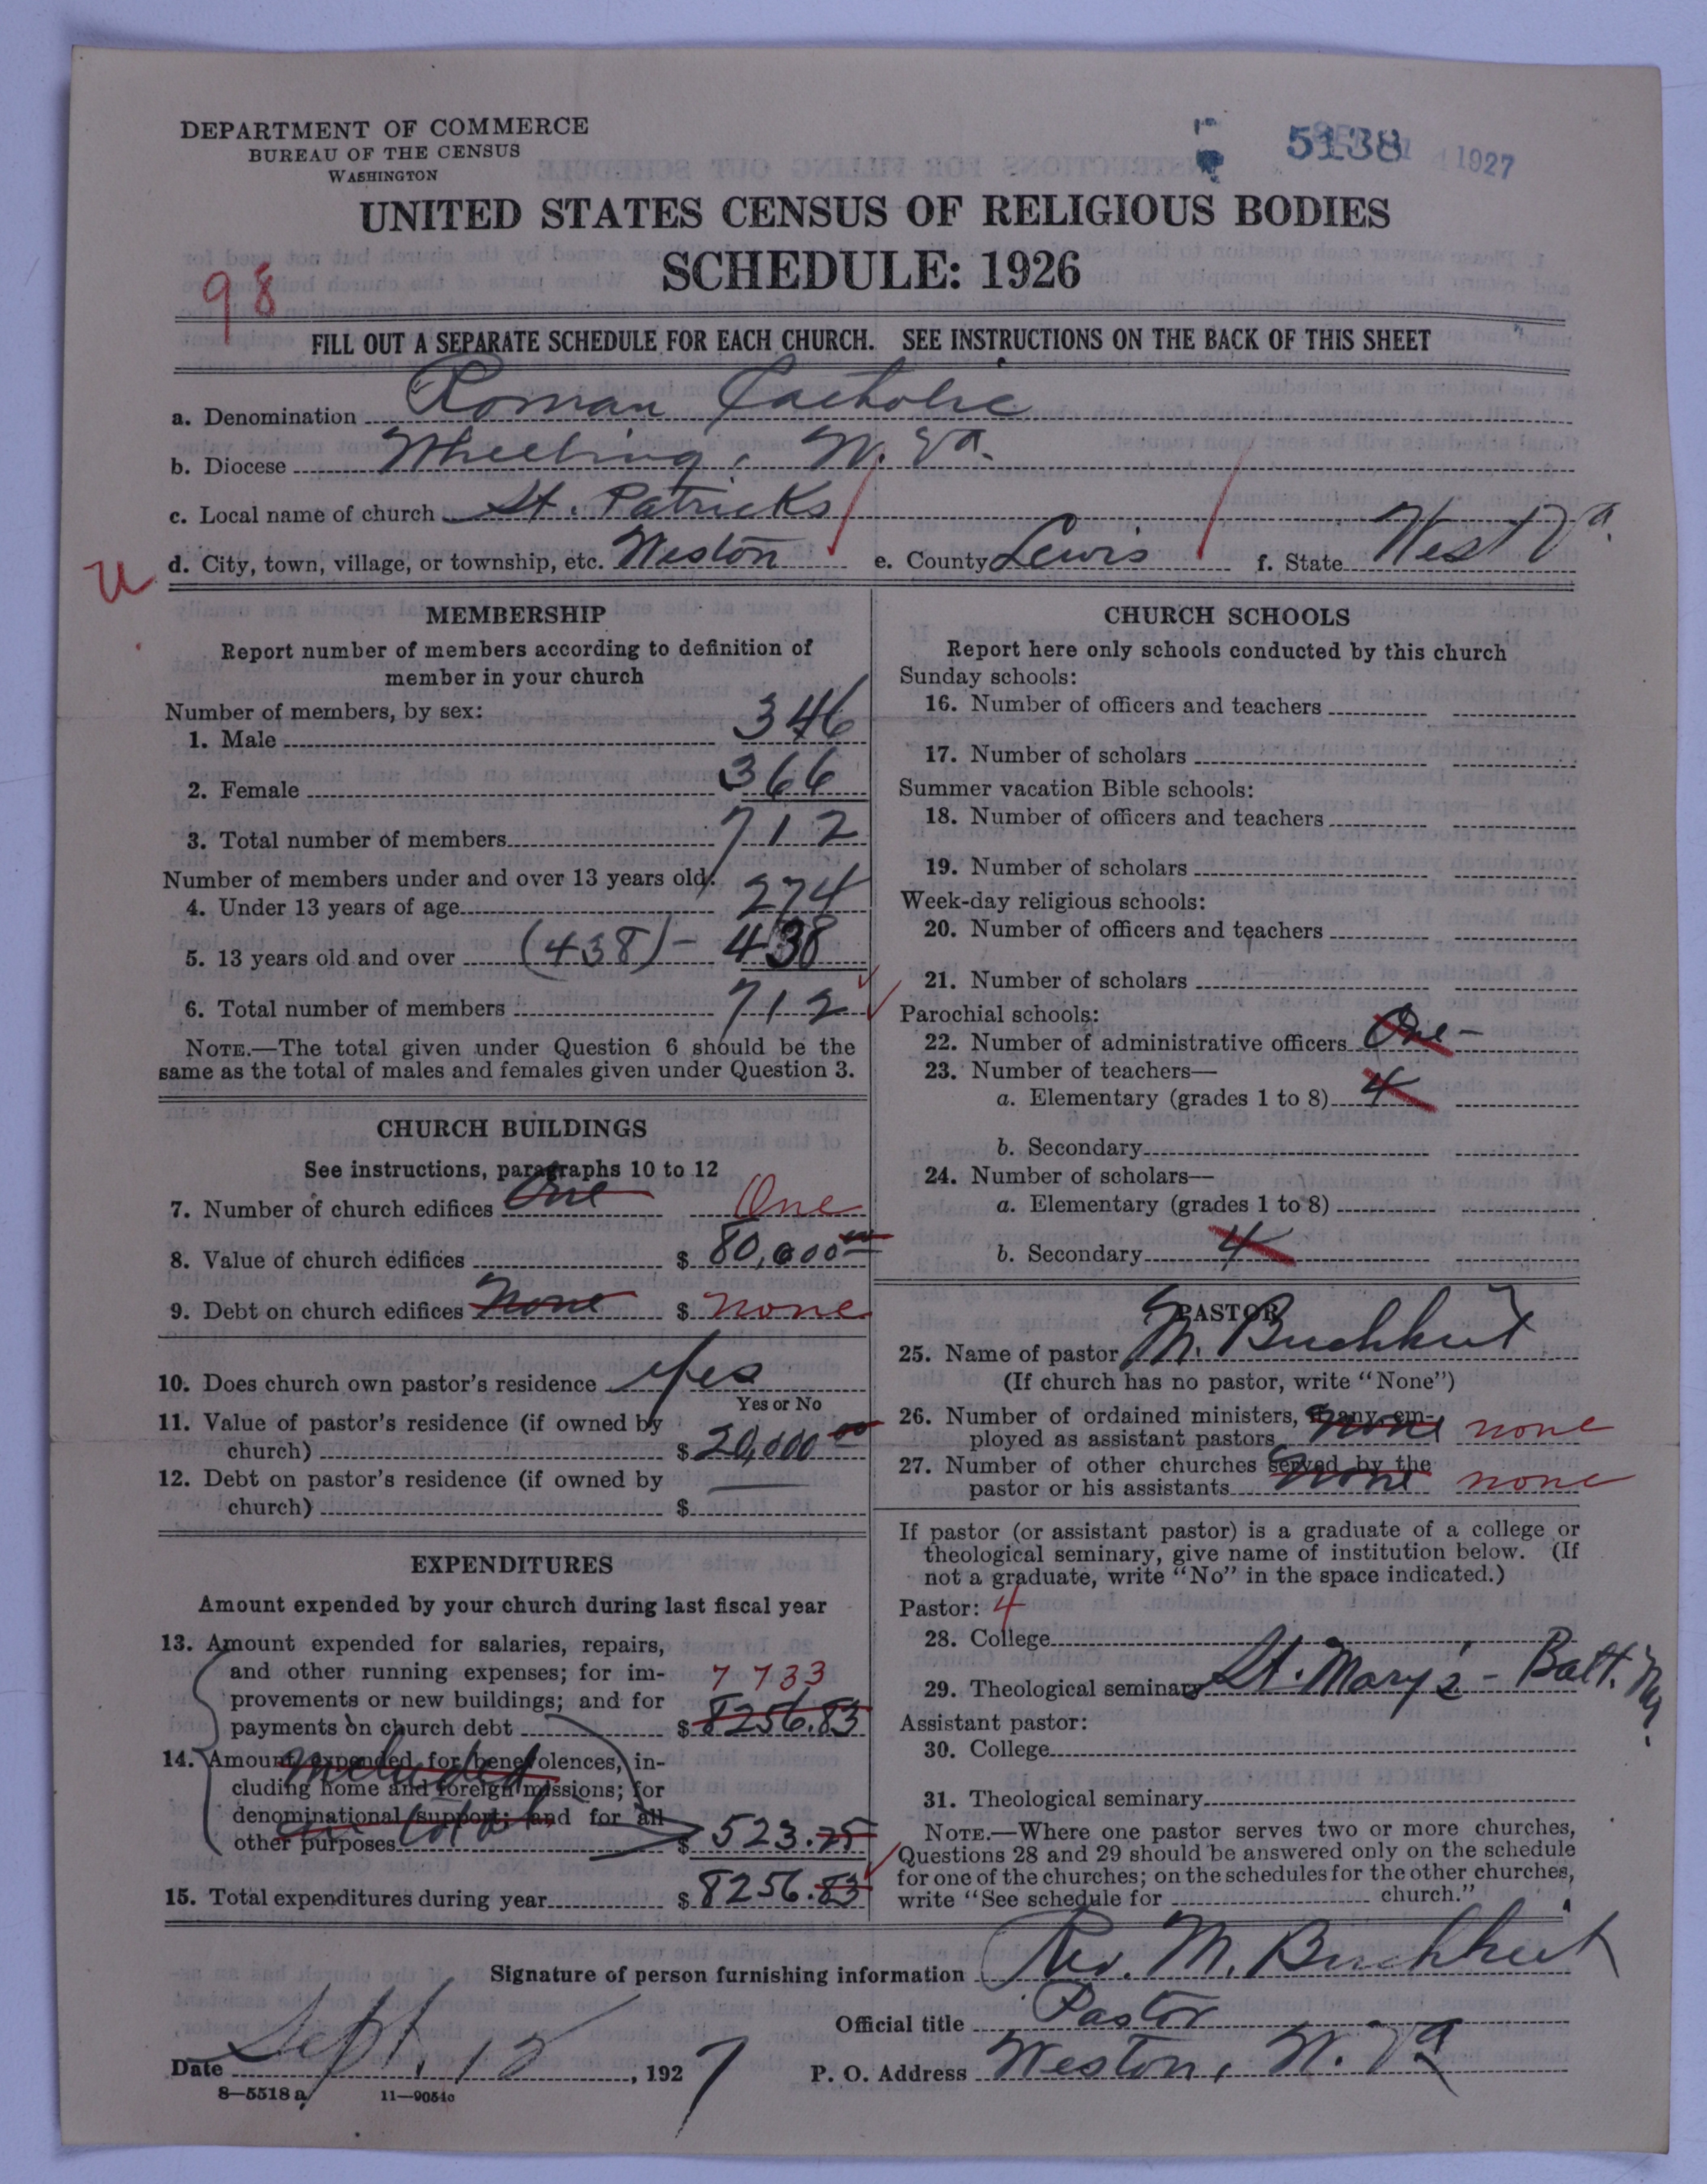 DEPARTMENT OF COMMERCE
BUREAU OF THE CENSUS
WASHINGTON
5138 1927
UNITED STATES CENSUS OF RELIGIOUS BODIES
SCHEDULE: 1926
98
FILL OUT A SEPARATE SCHEDULE FOR EACH CHURCH. SEE INSTRUCTIONS ON THE BACK OF THIS SHEET
a. Denomination Roman Catholic
b. Diocese Wheeling, W. Va.
c. Local name of church St. Patricks
d. City, town, village, or township, etc. Weston e. County Lewis f. State West Va.
MEMBERSHIP
Report number of members according to definition of
member in your church
Number of members, by sex:
1. Male 346
2. Female 366
3. Total number of members 712
Number of members under and over 13 years old:
4. Under 13 years of age 274
5. 13 years old and over (438) - 438
6. Total number of members 712
NOTE.—The total given under Question 6 should be the
same as the total of males and females given under Question 3.
CHURCH BUILDINGS
See instructions, paragraphs 10 to 12
7. Number of church edifices One One
8. Value of church edifices $ 80,000 00
9. Debt on church edifices None $ none
10. Does church own pastor's residence Yes
Yes or No
11. Value of pastor's residence (if owned by
church) $ 20,000 00
12. Debt on pastor's residence (if owned by
church) $
EXPENDITURES
Amount expended by your church during last fiscal year
13. Amount expended for salaries, repairs,
and other running expenses; for im- 7 733
provements or new buildings; and for
payments on church debt $ 8256.83
14. Amount expended for benevolences, in-
included
cluding home and foreign missions; for
denominational support; and for all
in total
other purposes $ 523.25
15. Total expenditures during year $ 8256.83
CHURCH SCHOOLS
Report here only schools conducted by this church
Sunday schools:
16. Number of officers and teachers
17. Number of scholars
Summer vacation Bible schools:
18. Number of officers and teachers
19. Number of scholars
Week-day religious schools:
20. Number of officers and teachers
21. Number of scholars
Parochial schools:
22. Number of administrative officers One -
23. Number of teachers—
a. Elementary (grades 1 to 8) 4
b. Secondary
24. Number of scholars—
a. Elementary (grades 1 to 8)
b. Secondary 4
PASTOR
25. Name of pastor M. Buchheit
(If church has no pastor, write "None")
26. Number of ordained ministers, if any, em-
ployed as assistant pastors none none
27. Number of other churches served by the
pastor or his assistants none none
If pastor (or assistant pastor) is a graduate of a college or
theological seminary, give name of institution below. (If
not a graduate, write "No" in the space indicated.)
Pastor: 4
28. College
29. Theological seminary St. Mary's - Balt. Md.
Assistant pastor:
30. College
31. Theological seminary
NOTE.—Where one pastor serves two or more churches,
Questions 28 and 29 should be answered only on the schedule
for one of the churches; on the schedules for the other churches,
write "See schedule for church."
Signature of person furnishing information Rev. M. Buchheit
Official title Pastor
Date Sept. 12, 1927 P. O. Address Weston, W. Va
8—5518 a 11—9051c